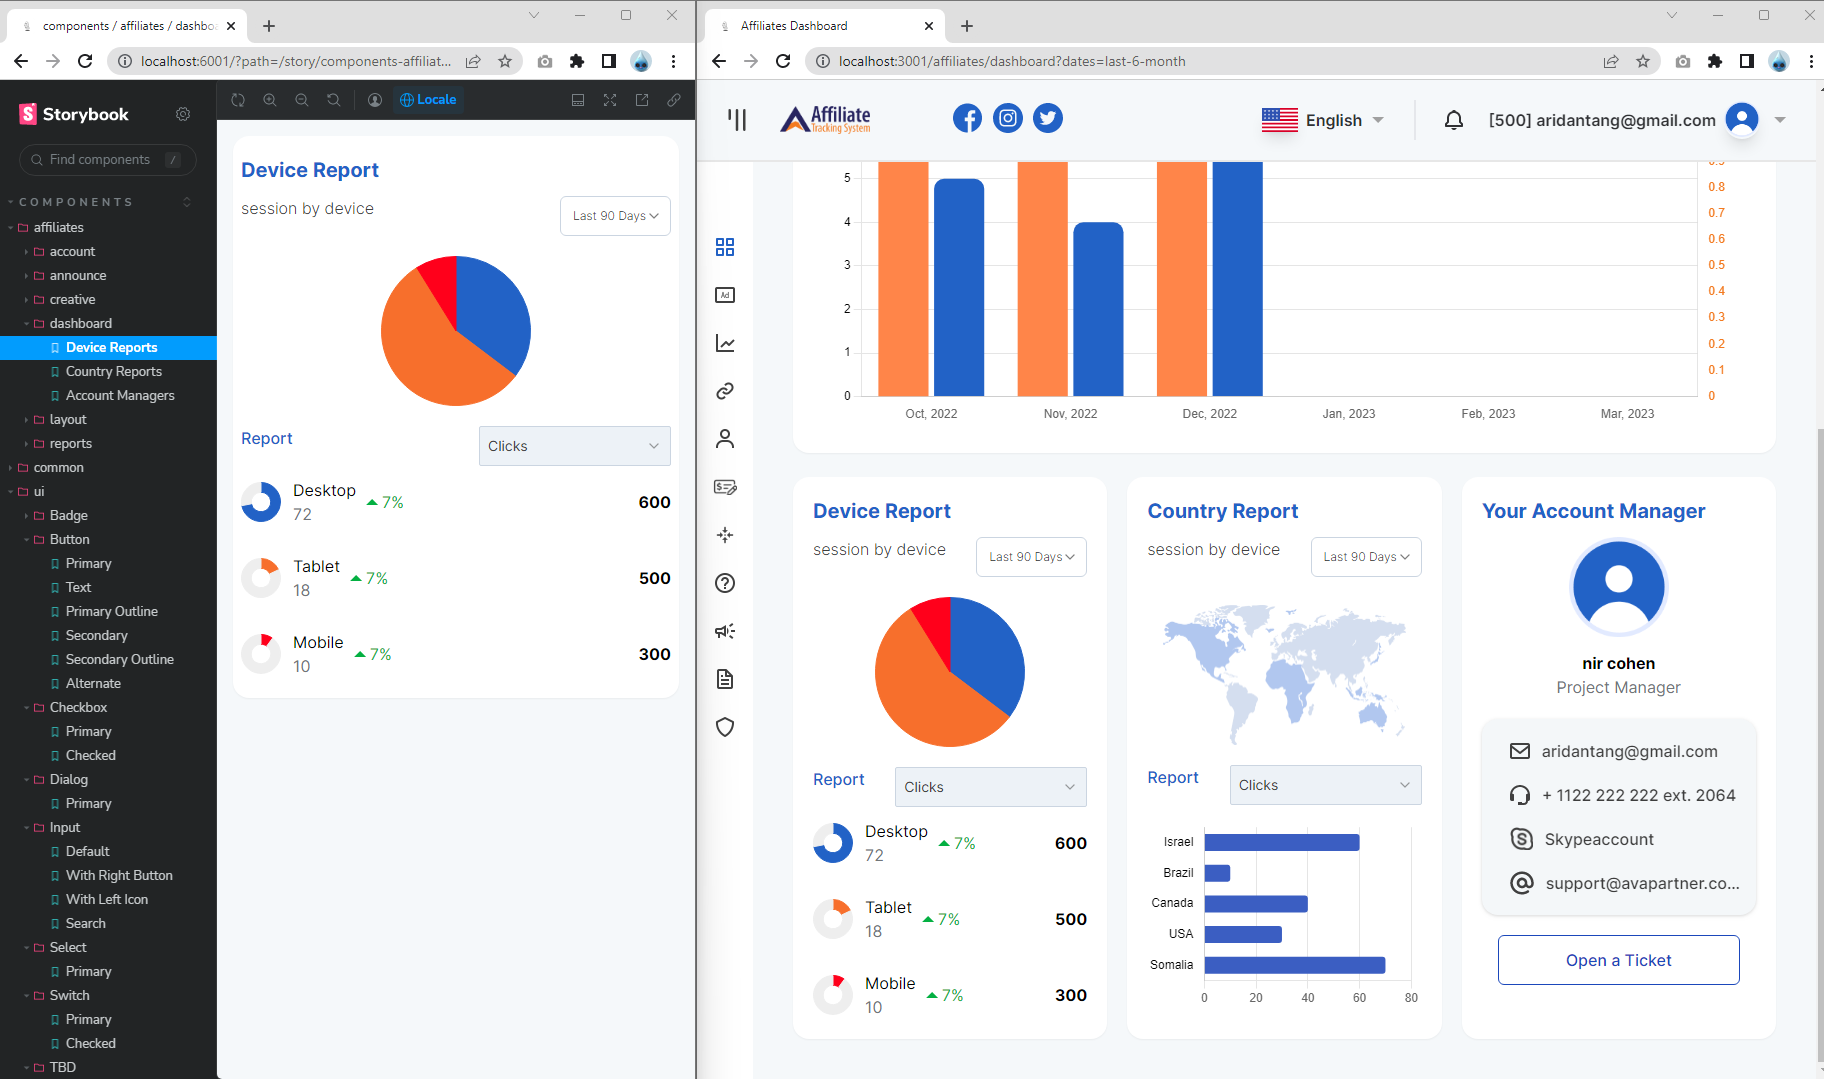 components / affiliates / dashbo
localhost:6001/?path=/story/components-affiliat...
Storybook
Find components /
COMPONENTS
affiliates
account
announce
creative
dashboard
Device Reports
Country Reports
Account Managers
layout
reports
common
ui
Badge
Button
Primary
Text
Primary Outline
Secondary
Secondary Outline
Alternate
Checkbox
Primary
Checked
Dialog
Primary
Input
Default
With Right Button
With Left Icon
Search
Select
Primary
Switch
Primary
Checked
TBD
Locale
Device Report
session by device
Last 90 Days
Report
Clicks
Desktop
72
7%
600
Tablet
18
7%
500
Mobile
10
7%
300
Affiliates Dashboard
localhost:3001/affiliates/dashboard?dates=last-6-month
Affiliate
Tracking System
English
[500] aridantang@gmail.com
Ad
5
4
3
2
1
0
0.9
0.8
0.7
0.6
0.5
0.4
0.3
0.2
0.1
0
Oct, 2022
Nov, 2022
Dec, 2022
Jan, 2023
Feb, 2023
Mar, 2023
Device Report
session by device
Last 90 Days
Report
Clicks
Desktop
72
7%
600
Tablet
18
7%
500
Mobile
10
7%
300
Country Report
session by device
Last 90 Days
Report
Clicks
Israel
Brazil
Canada
USA
Somalia
0 20 40 60 80
Your Account Manager
nir cohen
Project Manager
aridantang@gmail.com
+ 1122 222 222 ext. 2064
Skypeaccount
support@avapartner.co...
Open a Ticket